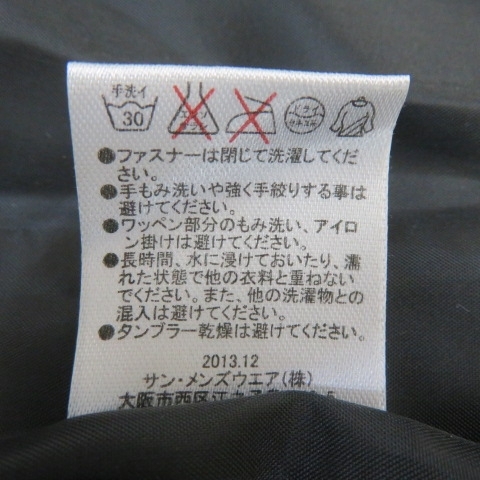 手洗イ
30
ドライ
●ファスナーは閉じて洗濯してくだ
さい。
●手もみ洗いや強く手絞りする事は
避けてください。
●ワッペン部分のもみ洗い、アイロ
ン掛けは避けてください。
●長時間、水に浸けておいたり、濡
れた状態で他の衣料と重ねない
でください。また、他の洗濯物との
混入は避けてください。
●タンブラー乾燥は避けてください。
2013.12
サン・メンズウエア(株)
大阪市西区江